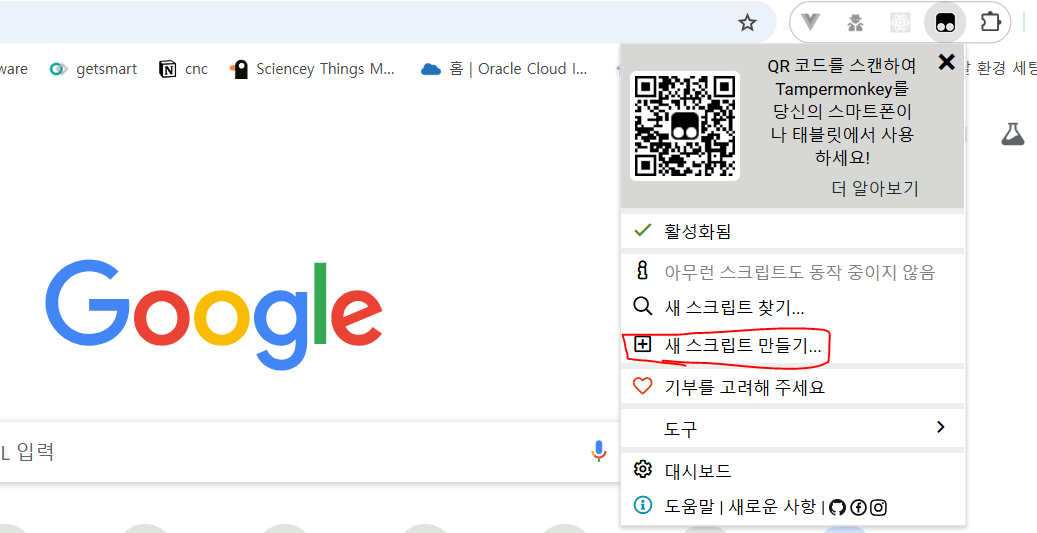 ware getsmart cnc Sciencey Things M... 홈 | Oracle Cloud I... 환경 세팅
QR 코드를 스캔하여
Tampermonkey를
당신의 스마트폰이
나 태블릿에서 사용
하세요!
더 알아보기
활성화됨
아무런 스크립트도 동작 중이지 않음
새 스크립트 찾기...
새 스크립트 만들기...
기부를 고려해 주세요
도구
대시보드
도움말 | 새로운 사항 |
Google
L 입력